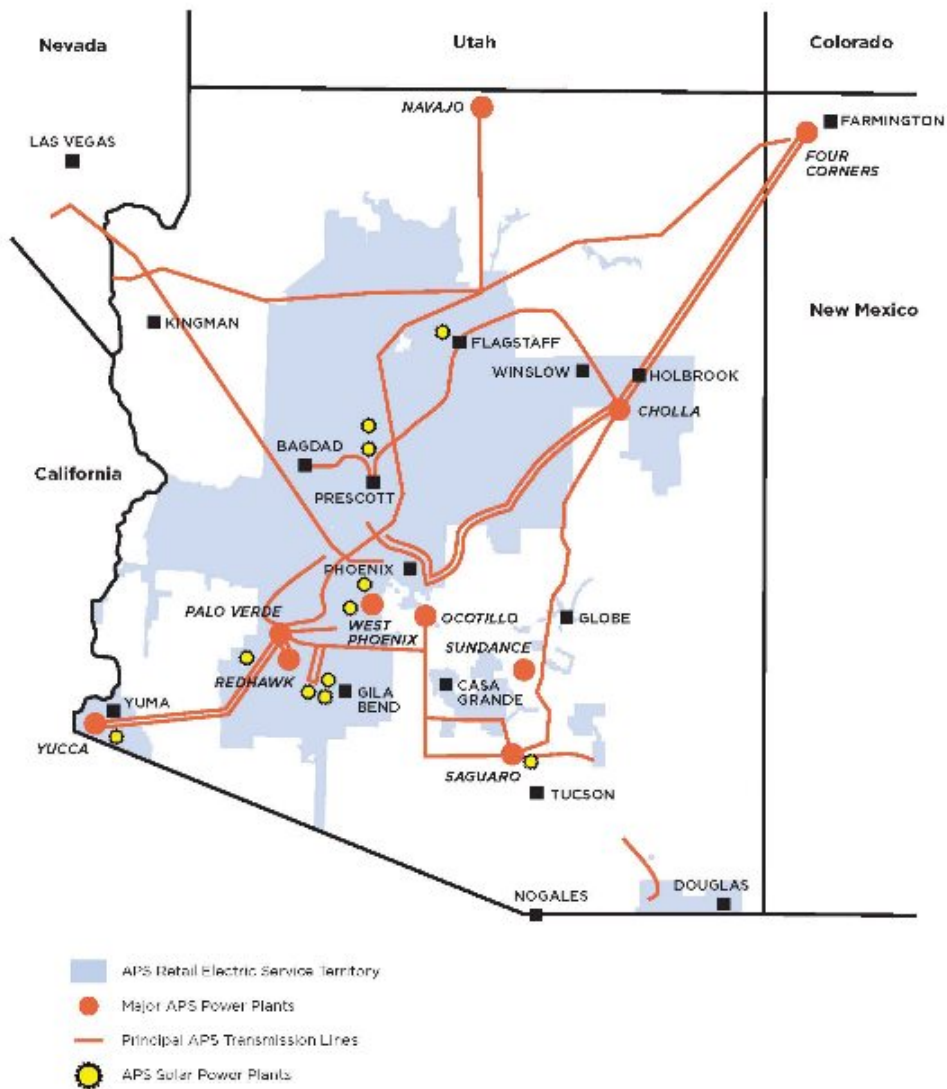 Nevada
Utah
Colorado
NAVAJO
FARMINGTON
LAS VEGAS
FOUR
CORNERS
New Mexico
KINGMAN
FLAGSTAFF
WINSLOW
HOLBROOK
CHOLLA
BAGDAD
California
PRESCOTT
PHOENIX
PALO VERDE
WEST
PHOENIX
OCOTILLO
GLOBE
SUNDANCE
REDHAWK
GILA
BEND
CASA
GRANDE
YUMA
YUCCA
SAGUARO
TUCSON
DOUGLAS
NOGALES
APS Retail Electric Service Territory
Major APS Power Plants
Principal APS Transmission Lines
APS Solar Power Plants